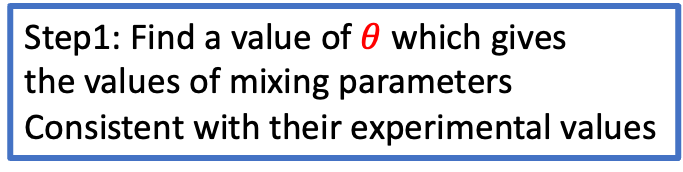 Step1: Find a value of θ which gives
the values of mixing parameters
Consistent with their experimental values